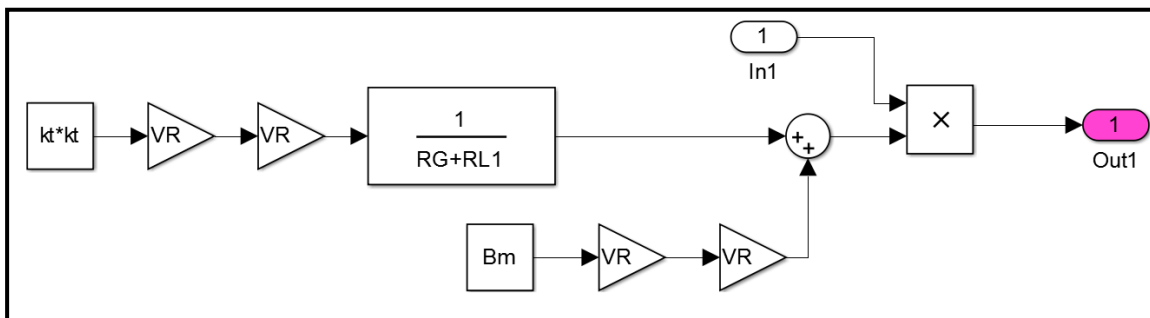 1
In1
kt*kt
VR
VR
1
RG+RL1
+
+
×
1
Out1
Bm
VR
VR